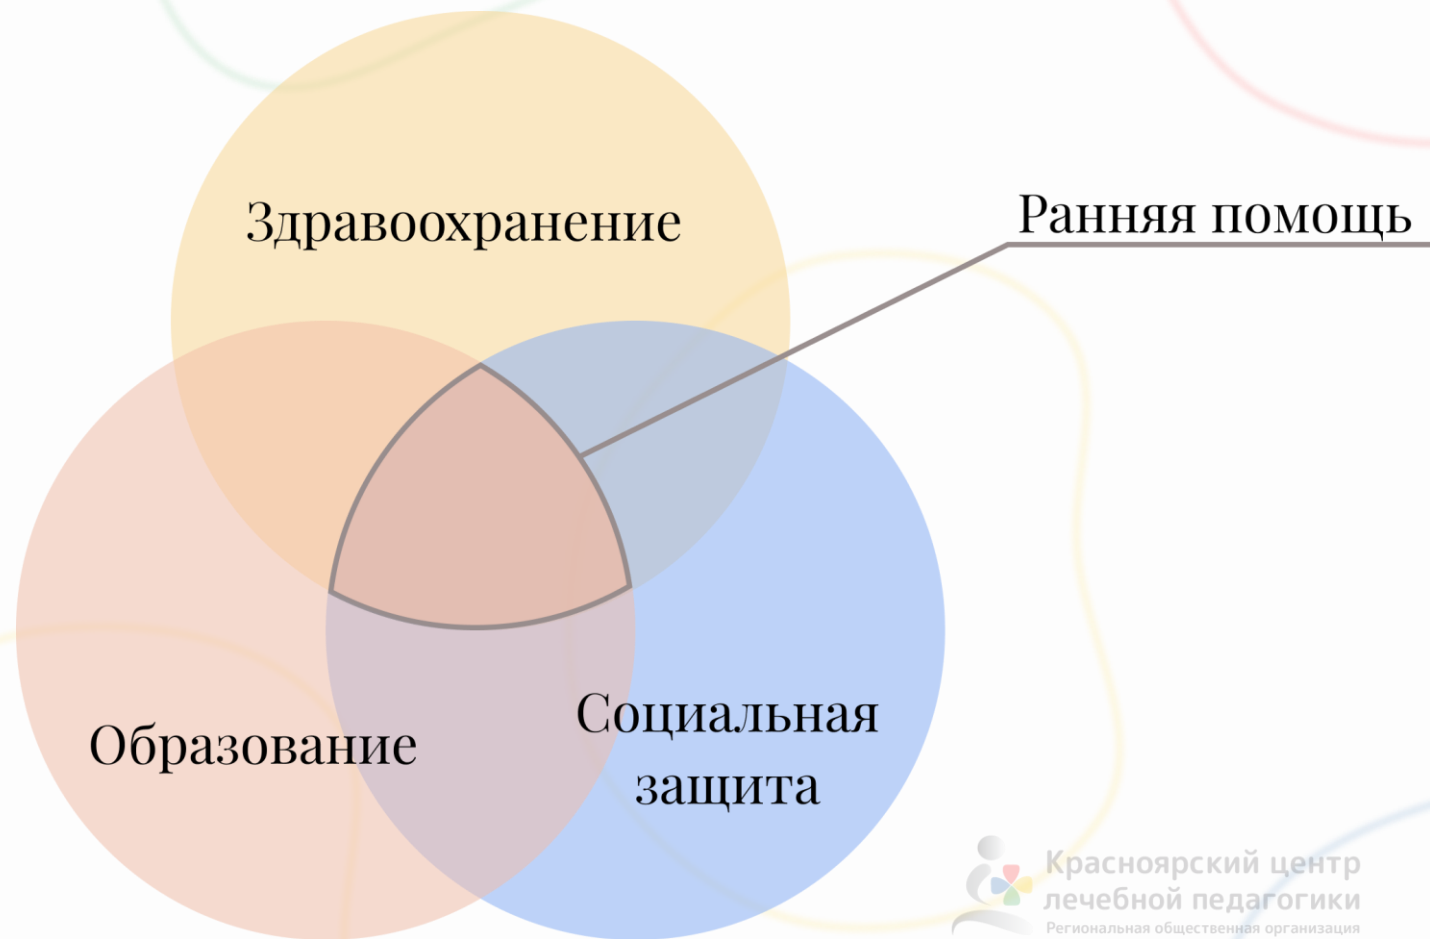 Здравоохранение
Ранняя помощь
Образование
Социальная
защита
Красноярский центр
лечебной педагогики
Региональная общественная организация